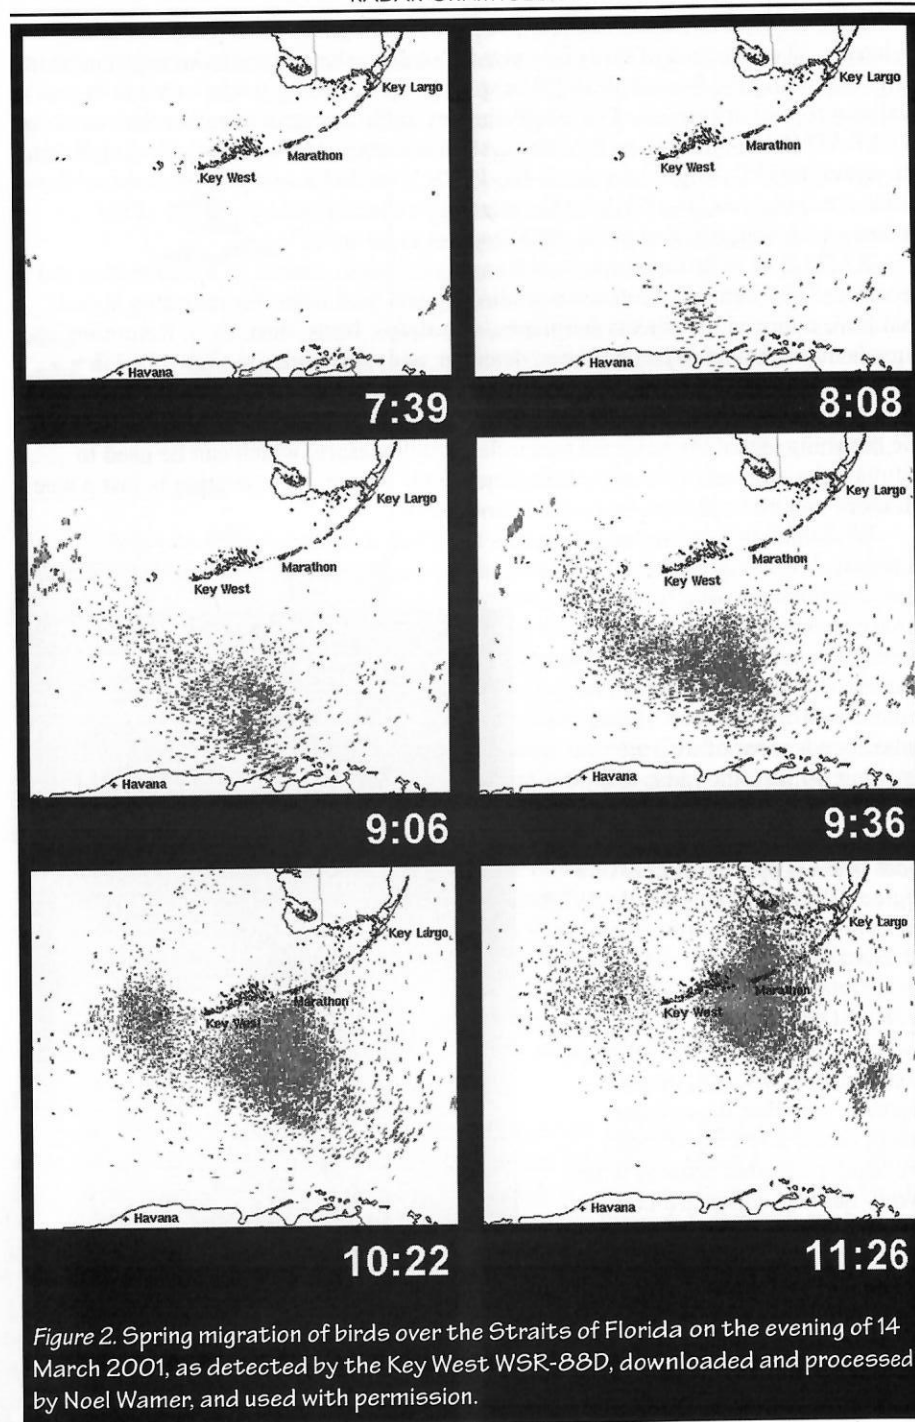 Key Largo
Marathon
Key West
+ Havana
7:39
Key Largo
Marathon
Key West
+ Havana
8:08
Key Largo
Marathon
Key West
+ Havana
9:06
Key Largo
Marathon
Key West
+ Havana
9:36
Key Largo
Marathon
Key West
+ Havana
10:22
Key Largo
Marathon
Key West
+ Havana
11:26
Figure 2. Spring migration of birds over the Straits of Florida on the evening of 14
March 2001, as detected by the Key West WSR-88D, downloaded and processed
by Noel Wamer, and used with permission.